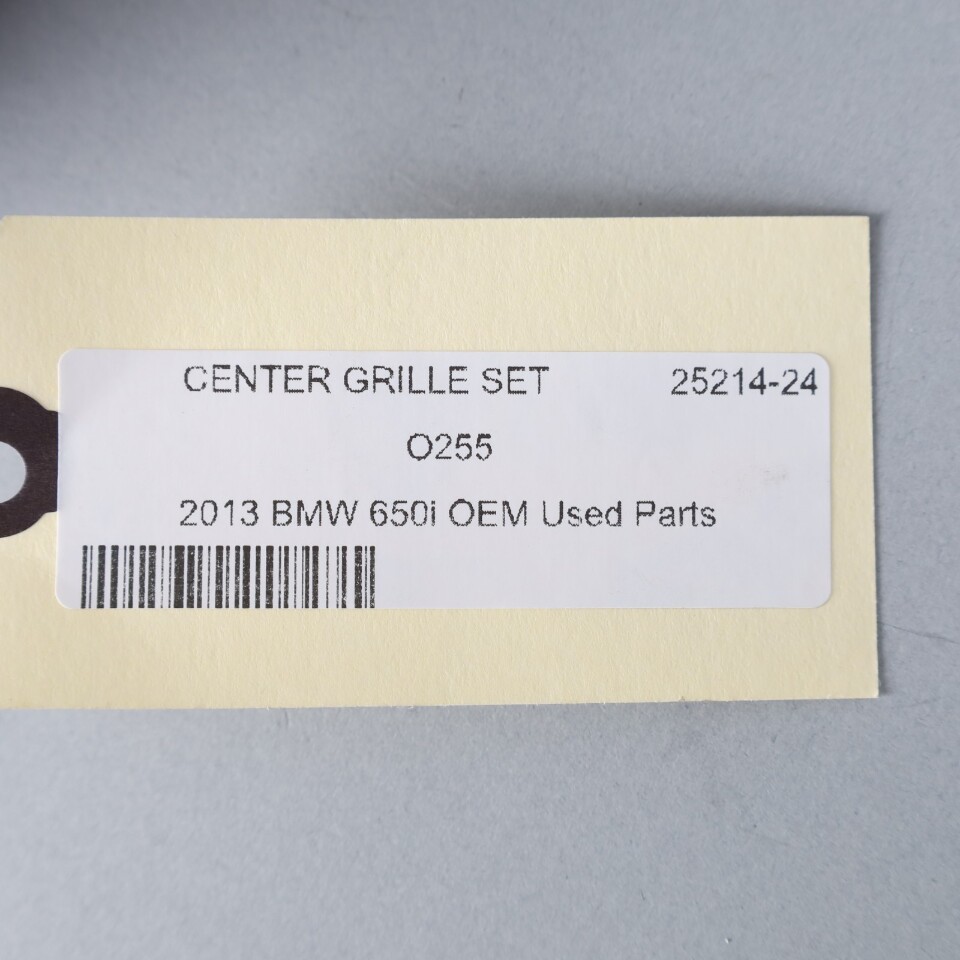 CENTER GRILLE SET 25214-24
O255
2013 BMW 650i OEM Used Parts